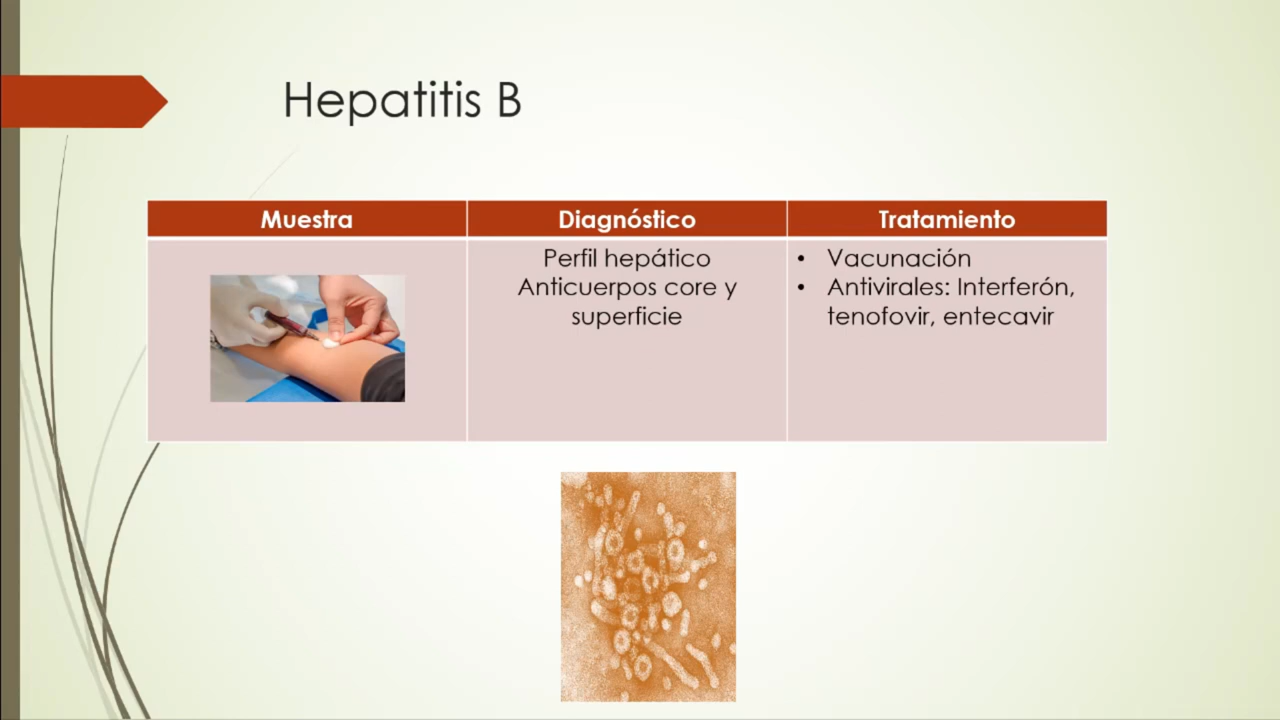 Hepatitis B
Muestra
Diagnóstico
Tratamiento
Perfil hepático
Anticuerpos core y
superficie
• Vacunación
• Antivirales: Interferón,
tenofovir, entecavir